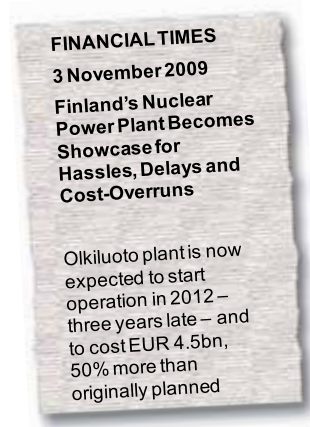 FINANCIAL TIMES
3 November 2009
Finland's Nuclear
Power Plant Becomes
Showcase for
Hassles, Delays and
Cost-Overruns
Olkiluoto plant is now
expected to start
operation in 2012 –
three years late – and
to cost EUR 4.5bn,
50% more than
originally planned